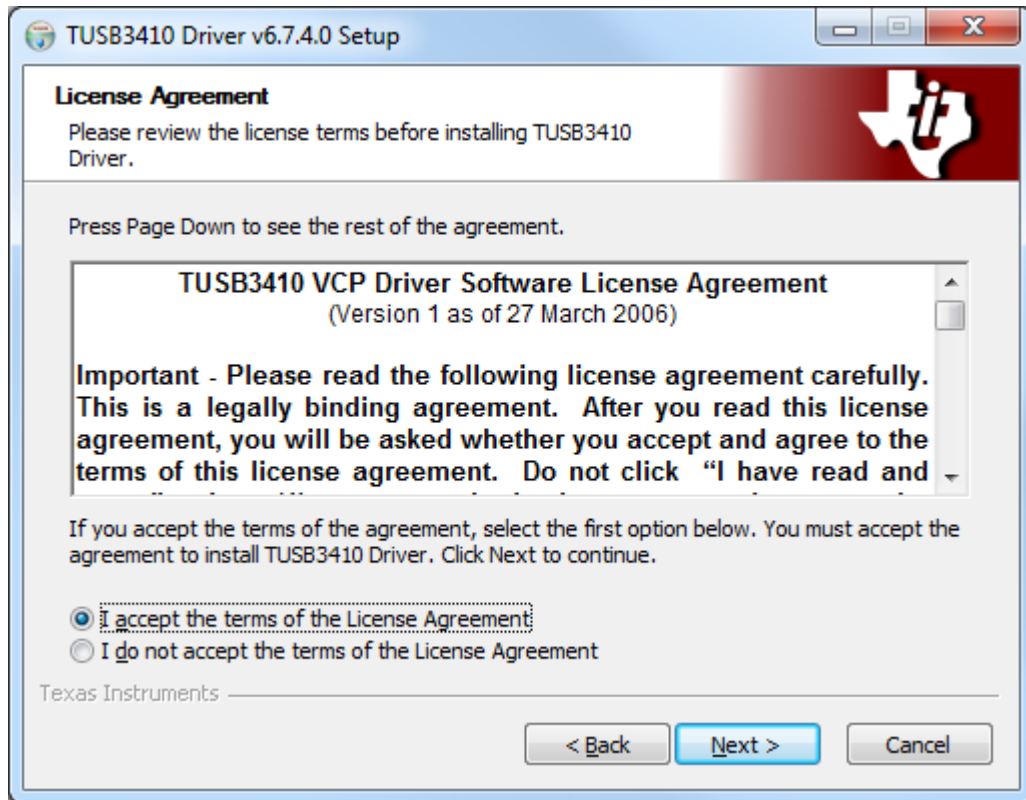 TUSB3410 Driver v6.7.4.0 Setup
License Agreement
Please review the license terms before installing TUSB3410
Driver.
Press Page Down to see the rest of the agreement.
TUSB3410 VCP Driver Software License Agreement
(Version 1 as of 27 March 2006)
Important - Please read the following license agreement carefully.
This is a legally binding agreement. After you read this license
agreement, you will be asked whether you accept and agree to the
terms of this license agreement. Do not click “I have read and
If you accept the terms of the agreement, select the first option below. You must accept the
agreement to install TUSB3410 Driver. Click Next to continue.
I accept the terms of the License Agreement
I do not accept the terms of the License Agreement
Texas Instruments
< Back
Next >
Cancel